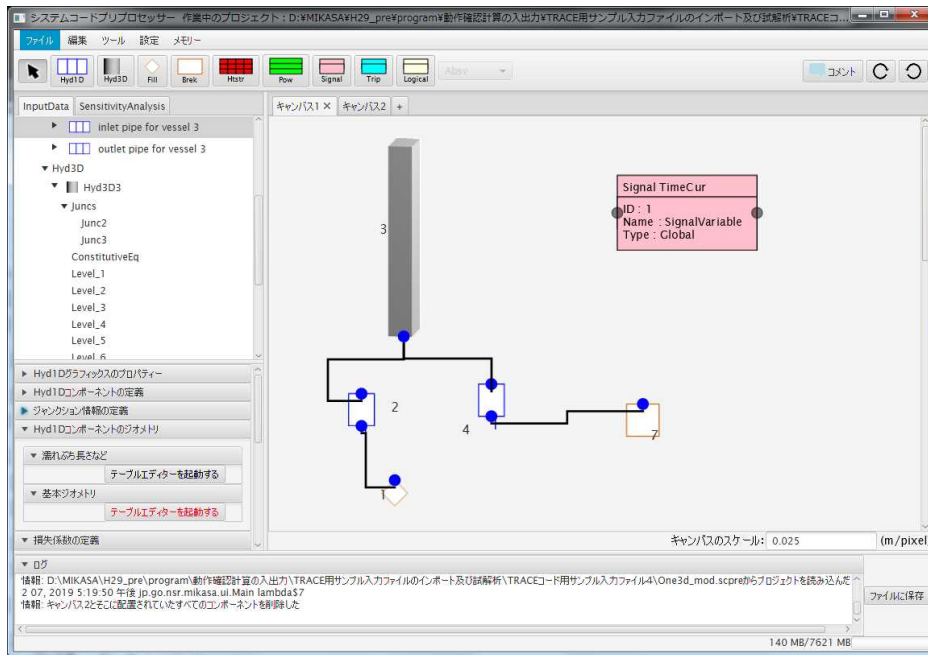 システムコードプリプロセッサー 作業中のプロジェクト : D:¥MIKASA¥H29_pre¥program¥動作確認計算の入出力¥TRACE用サンプル入力ファイルのインポート及び試解析¥TRACEコ...
ファイル 編集 ツール 設定 メモリー
Hyd1D Hyd3D Fill Brek Htstr Pow Signal Trip Logical Absv コメント
InputData SensitivityAnalysis
キャンバス1 × キャンバス2 +
inlet pipe for vessel 3
outlet pipe for vessel 3
Hyd3D
Hyd3D3
Juncs
Junc2
Junc3
ConstitutiveEq
Level_1
Level_2
Level_3
Level_4
Level_5
Level_6
Hyd1Dグラフィックスのプロパティー
Hyd1Dコンポーネントの定義
ジャンクション情報の定義
Hyd1Dコンポーネントのジオメトリ
濡れぶち長さなど
テーブルエディターを起動する
基本ジオメトリ
テーブルエディターを起動する
損失係数の定義
3
Signal TimeCur
ID : 1
Name : SignalVariable
Type : Global
2
4
7
1
キャンバスのスケール: 0.025 (m/pixel)
ログ
情報: D:\MIKASA\H29_pre\program\動作確認計算の入出力\TRACE用サンプル入力ファイルのインポート及び試解析\TRACEコード用サンプル入力ファイル4\One3d_mod.scpreからプロジェクトを読み込んだ
2 07, 2019 5:19:50 午後 jp.go.nsr.mikasa.ui.Main lambda$7
情報: キャンバス2とそこに配置されていたすべてのコンポーネントを削除した
ファイルに保存
140 MB/7621 MB